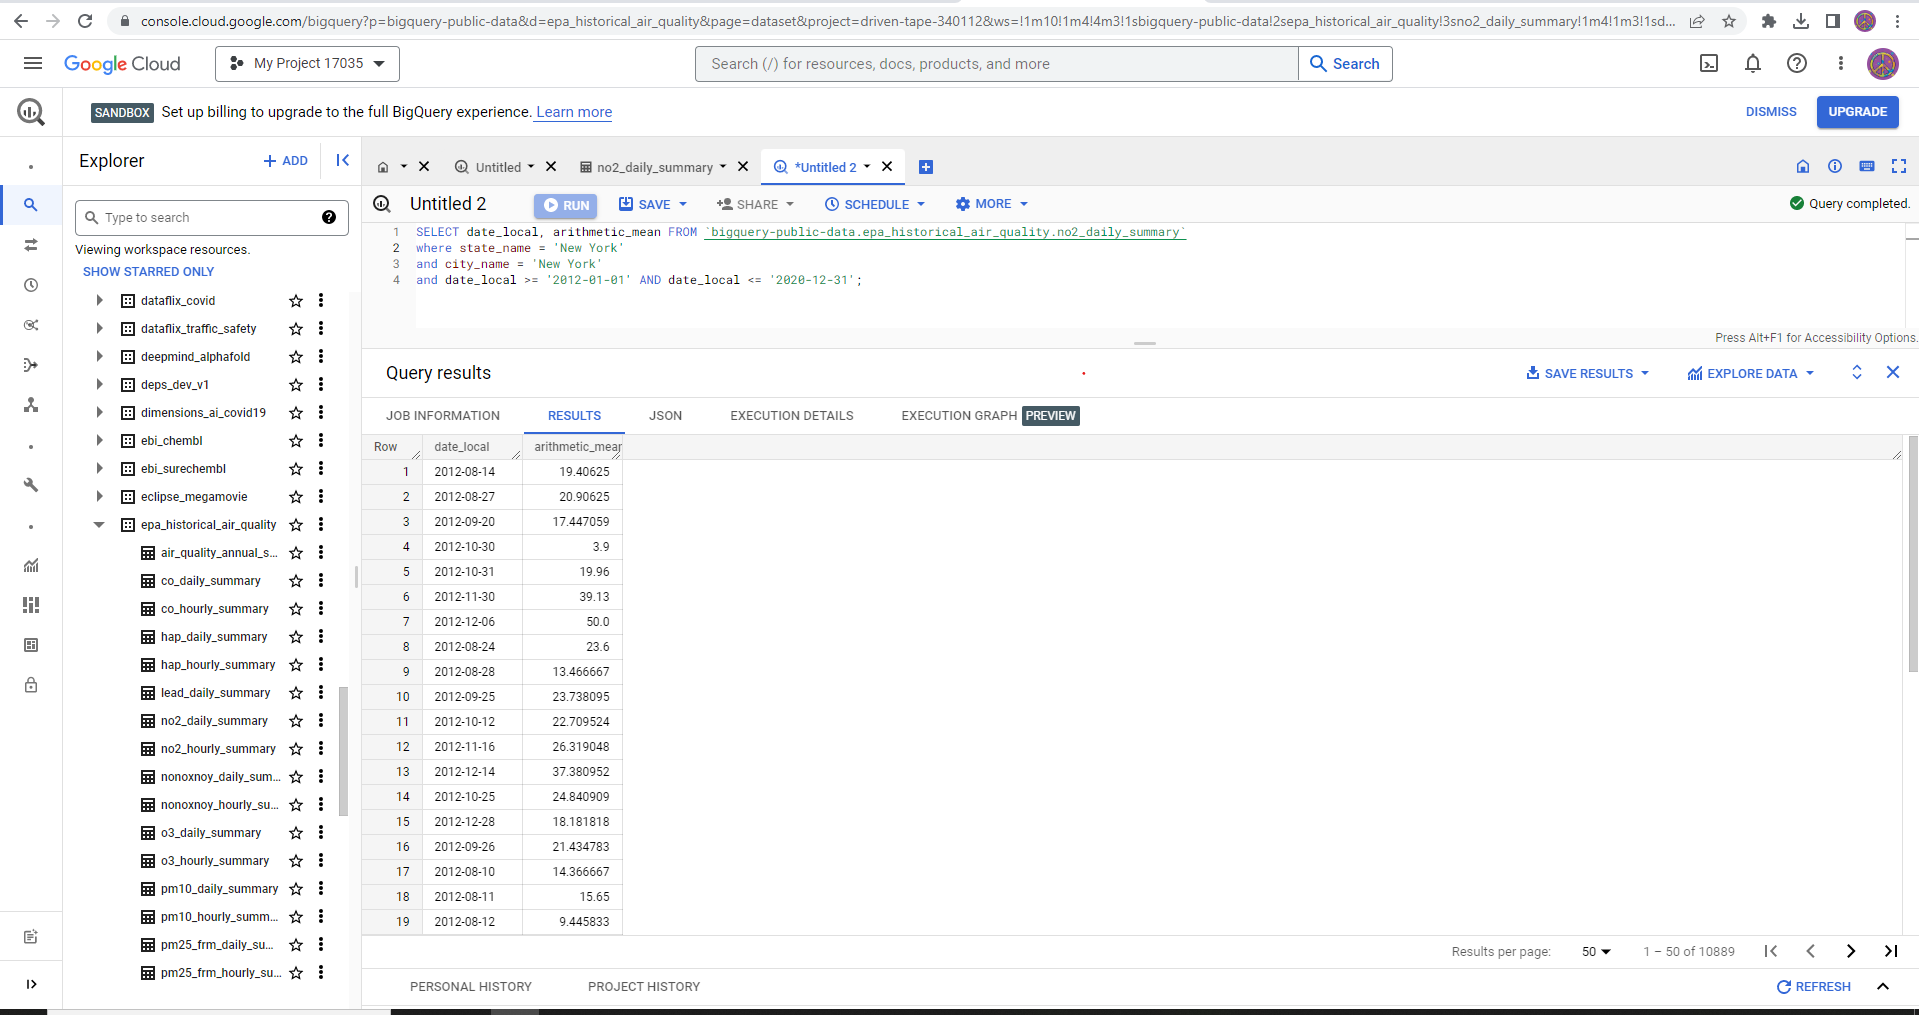 console.cloud.google.com/bigquery?p=bigquery-public-data&d=epa_historical_air_quality&page=dataset&project=driven-tape-340112&ws=!1m10!1m4!4m3!1sbigquery-public-data!2sepa_historical_air_quality!3sno2_daily_summary!1m4!1m3!1sd...
Google Cloud
My Project 17035
Search (/) for resources, docs, products, and more
Search
SANDBOX Set up billing to upgrade to the full BigQuery experience. Learn more
DISMISS
UPGRADE
Explorer
+ ADD
Type to search
Viewing workspace resources.
SHOW STARRED ONLY
dataflix_covid
dataflix_traffic_safety
deepmind_alphafold
deps_dev_v1
dimensions_ai_covid19
ebi_chembl
ebi_surechembl
eclipse_megamovie
epa_historical_air_quality
air_quality_annual_s...
co_daily_summary
co_hourly_summary
hap_daily_summary
hap_hourly_summary
lead_daily_summary
no2_daily_summary
no2_hourly_summary
nonoxnoy_daily_sum...
nonoxnoy_hourly_su...
o3_daily_summary
o3_hourly_summary
pm10_daily_summary
pm10_hourly_summ...
pm25_frm_daily_su...
pm25_frm_hourly_su...
Untitled
no2_daily_summary
*Untitled 2
Untitled 2
RUN
SAVE
SHARE
SCHEDULE
MORE
Query completed.
1 SELECT date_local, arithmetic_mean FROM `bigquery-public-data.epa_historical_air_quality.no2_daily_summary`
2 where state_name = 'New York'
3 and city_name = 'New York'
4 and date_local >= '2012-01-01' AND date_local <= '2020-12-31';
Press Alt+F1 for Accessibility Options.
Query results
SAVE RESULTS
EXPLORE DATA
JOB INFORMATION
RESULTS
JSON
EXECUTION DETAILS
EXECUTION GRAPH PREVIEW
Row date_local arithmetic_mear
1 2012-08-14 19.40625
2 2012-08-27 20.90625
3 2012-09-20 17.447059
4 2012-10-30 3.9
5 2012-10-31 19.96
6 2012-11-30 39.13
7 2012-12-06 50.0
8 2012-08-24 23.6
9 2012-08-28 13.466667
10 2012-09-25 23.738095
11 2012-10-12 22.709524
12 2012-11-16 26.319048
13 2012-12-14 37.380952
14 2012-10-25 24.840909
15 2012-12-28 18.181818
16 2012-09-26 21.434783
17 2012-08-10 14.366667
18 2012-08-11 15.65
19 2012-08-12 9.445833
Results per page: 50 1 – 50 of 10889
PERSONAL HISTORY
PROJECT HISTORY
REFRESH